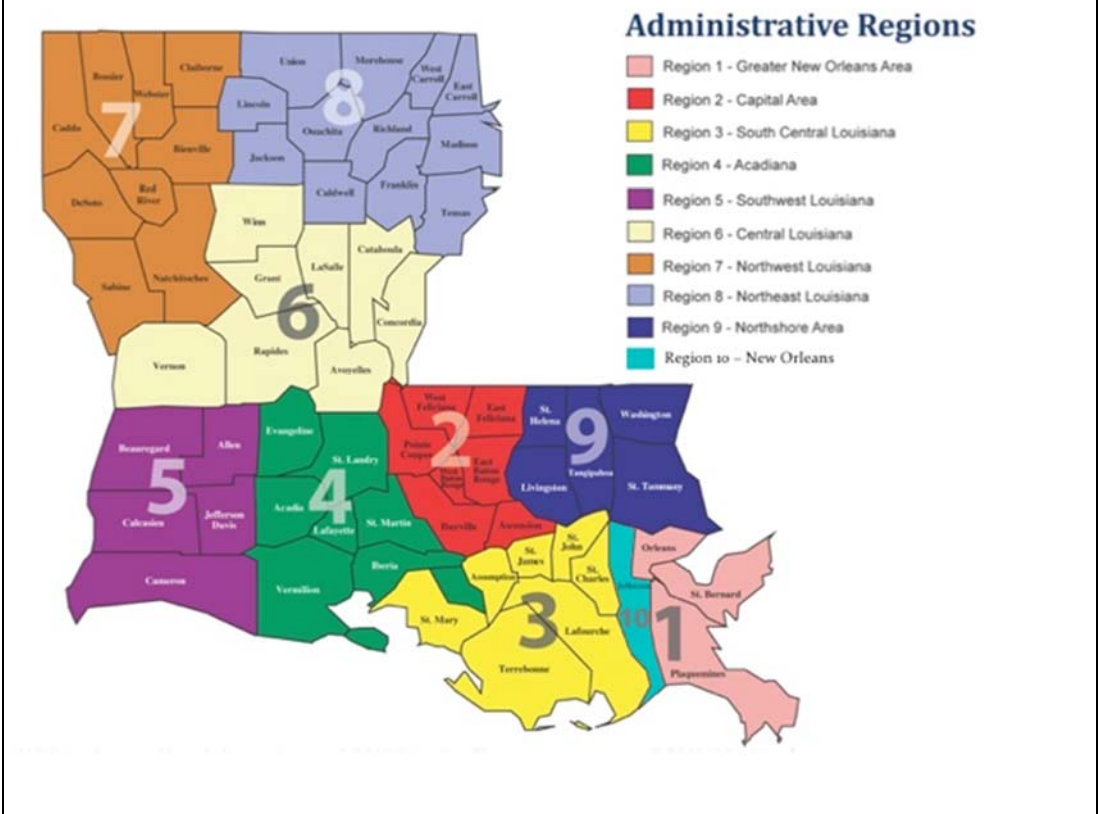 Administrative Regions
Region 1 - Greater New Orleans Area
Region 2 - Capital Area
Region 3 - South Central Louisiana
Region 4 - Acadiana
Region 5 - Southwest Louisiana
Region 6 - Central Louisiana
Region 7 - Northwest Louisiana
Region 8 - Northeast Louisiana
Region 9 - Northshore Area
Region 10 – New Orleans
7
Bossier
Webster
Claiborne
Caddo
Bienville
DeSoto
Red
River
Sabine
Natchitoches
8
Union
Morehouse
West
Carroll
East
Carroll
Lincoln
Ouachita
Richland
Madison
Jackson
Caldwell
Franklin
Tensas
6
Winn
Grant
LaSalle
Catahoula
Concordia
Rapides
Vernon
Avoyelles
5
Beauregard
Allen
Calcasieu
Jefferson
Davis
Cameron
4
Evangeline
St. Landry
Acadia
Lafayette
St. Martin
Iberia
Vermilion
2
West
Feliciana
East
Feliciana
Pointe
Coupee
West
Baton
Rouge
East
Baton
Rouge
Iberville
Ascension
9
St.
Helena
Washington
Tangipahoa
Livingston
St. Tammany
3
St.
John
St.
James
St.
Charles
Assumption
St. Mary
Lafourche
Terrebonne
Jefferson
10
1
Orleans
St. Bernard
Plaquemines